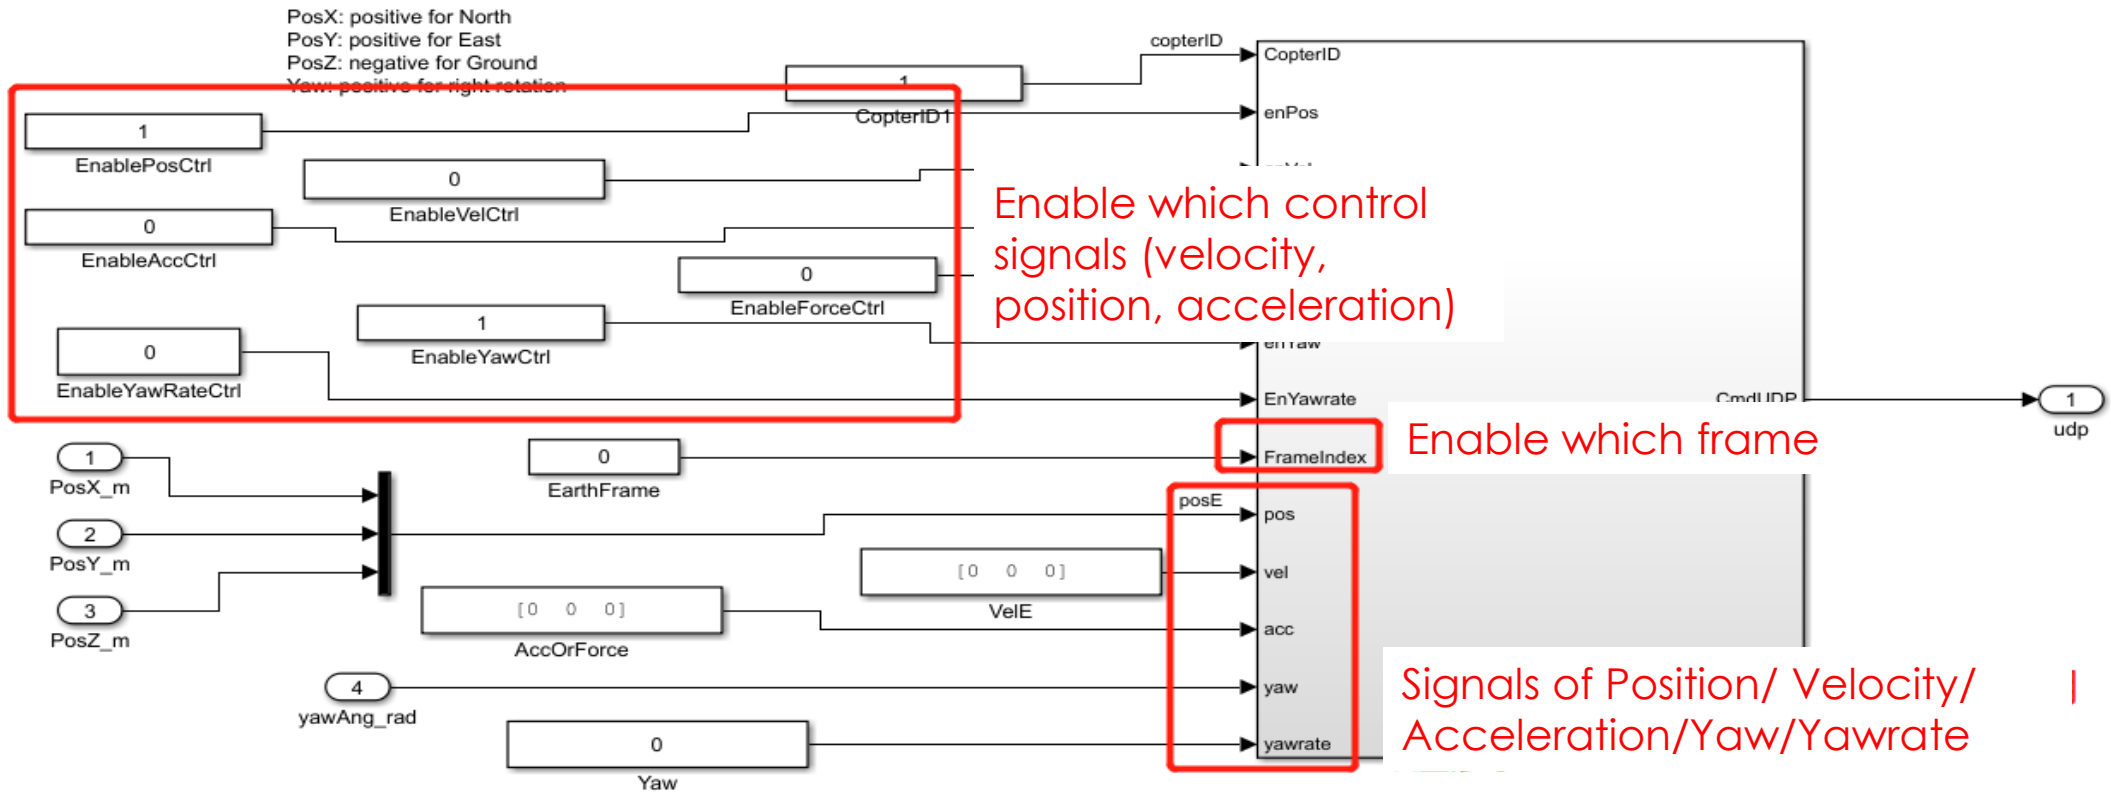 PosX: positive for North
PosY: positive for East
PosZ: negative for Ground
Yaw: positive for right rotation
copterID
1
CopterID1
CopterID
1
EnablePosCtrl
enPos
0
EnableVelCtrl
0
EnableAccCtrl
0
EnableForceCtrl
1
EnableYawCtrl
enYaw
0
EnableYawRateCtrl
EnYawrate
Enable which control
signals (velocity,
position, acceleration)
CmdUDP
1
udp
0
EarthFrame
FrameIndex
Enable which frame
1
PosX_m
2
PosY_m
3
PosZ_m
posE
pos
[0 0 0]
VelE
vel
[0 0 0]
AccOrForce
acc
4
yawAng_rad
yaw
0
Yaw
yawrate
Signals of Position/ Velocity/
Acceleration/Yaw/Yawrate